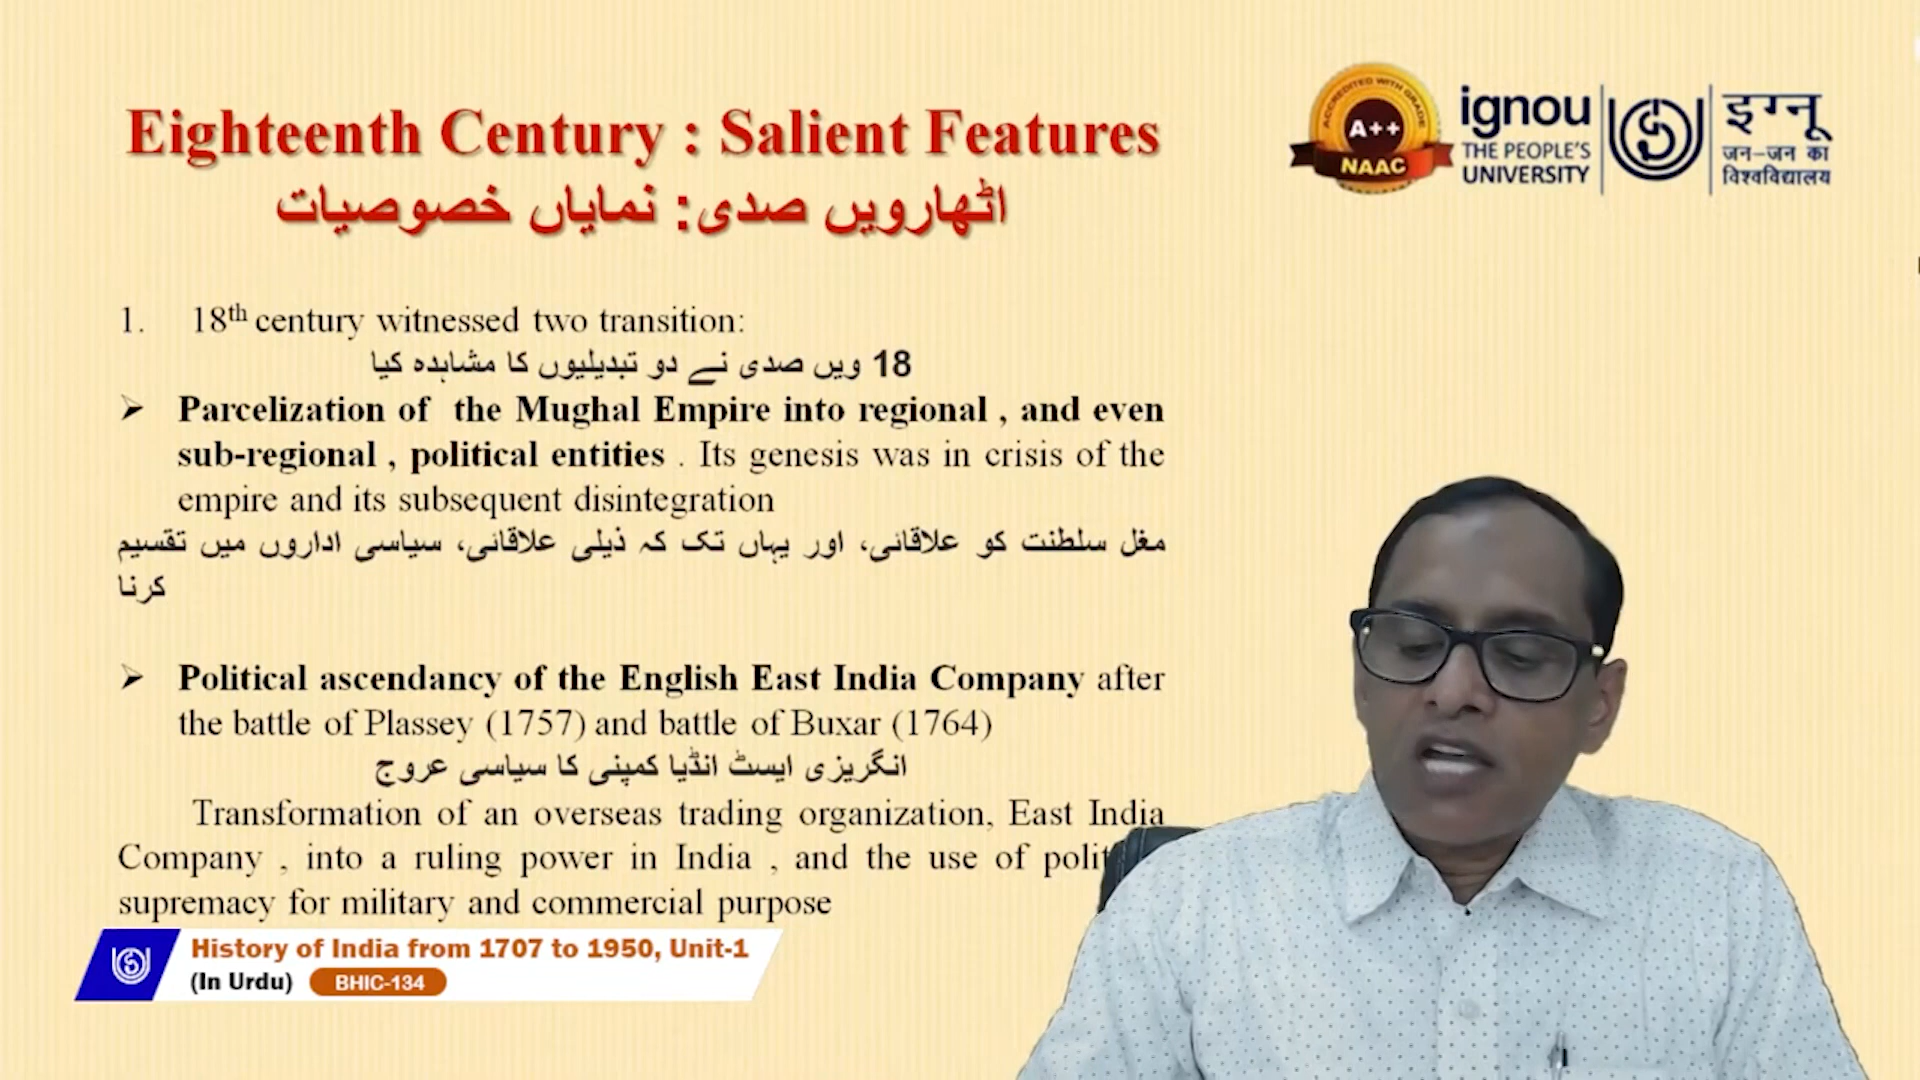 Eighteenth Century : Salient Features
اٹھارویں صدی: نمایاں خصوصیات
ACCREDITED WITH GRADE
A++
NAAC
ignou
THE PEOPLE'S
UNIVERSITY
इग्नू
जन-जन का
विश्वविद्यालय
1. 18th century witnessed two transition:
18 ویں صدی نے دو تبدیلیوں کا مشاہدہ کیا
➢ Parcelization of the Mughal Empire into regional , and even
sub-regional , political entities . Its genesis was in crisis of the
empire and its subsequent disintegration
مغل سلطنت کو علاقائی، اور یہاں تک کہ ذیلی علاقائی، سیاسی اداروں میں تقسیم
کرنا
➢ Political ascendancy of the English East India Company after
the battle of Plassey (1757) and battle of Buxar (1764)
انگریزی ایسٹ انڈیا کمپنی کا سیاسی عروج
Transformation of an overseas trading organization, East India
Company , into a ruling power in India , and the use of
supremacy for military and commercial purpose
History of India from 1707 to 1950, Unit-1
(In Urdu) BHIC-134